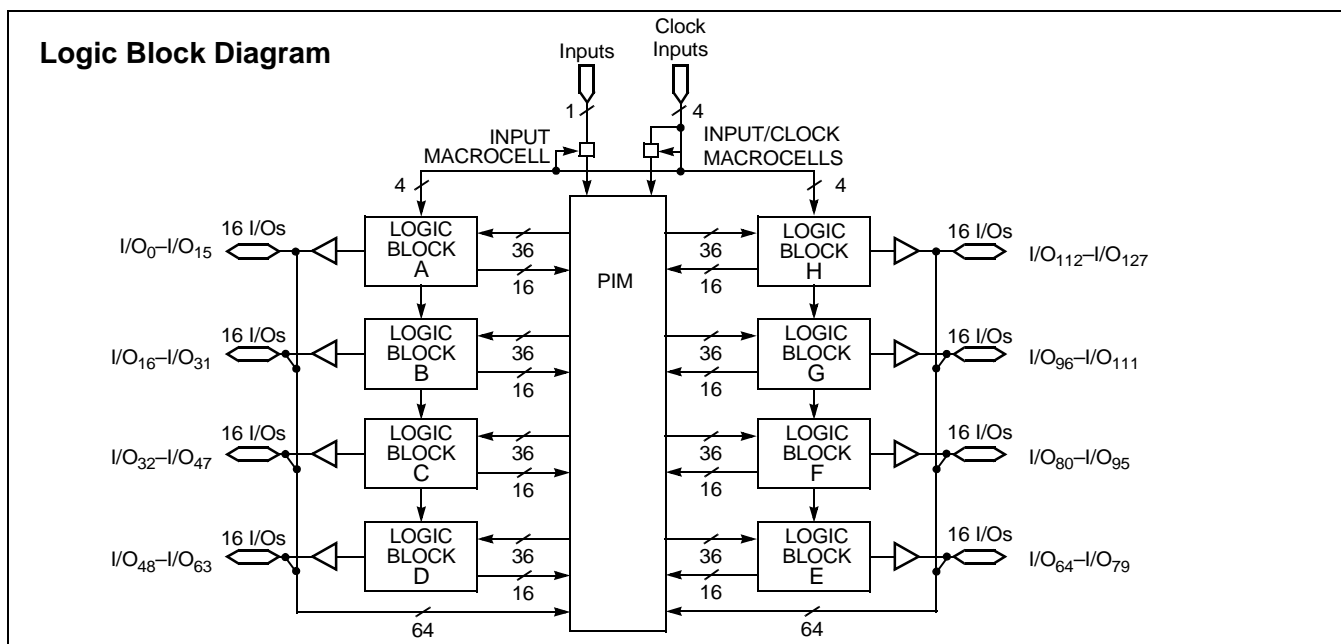 Logic Block Diagram
Inputs
Clock
Inputs
1
4
INPUT
MACROCELL
INPUT/CLOCK
MACROCELLS
4
4
PIM
I/O0–I/O15
16 I/Os
LOGIC
BLOCK
A
36
16
36
16
LOGIC
BLOCK
H
16 I/Os
I/O112–I/O127
I/O16–I/O31
16 I/Os
LOGIC
BLOCK
B
36
16
36
16
LOGIC
BLOCK
G
16 I/Os
I/O96–I/O111
I/O32–I/O47
16 I/Os
LOGIC
BLOCK
C
36
16
36
16
LOGIC
BLOCK
F
16 I/Os
I/O80–I/O95
I/O48–I/O63
16 I/Os
LOGIC
BLOCK
D
36
16
36
16
LOGIC
BLOCK
E
16 I/Os
I/O64–I/O79
64
64